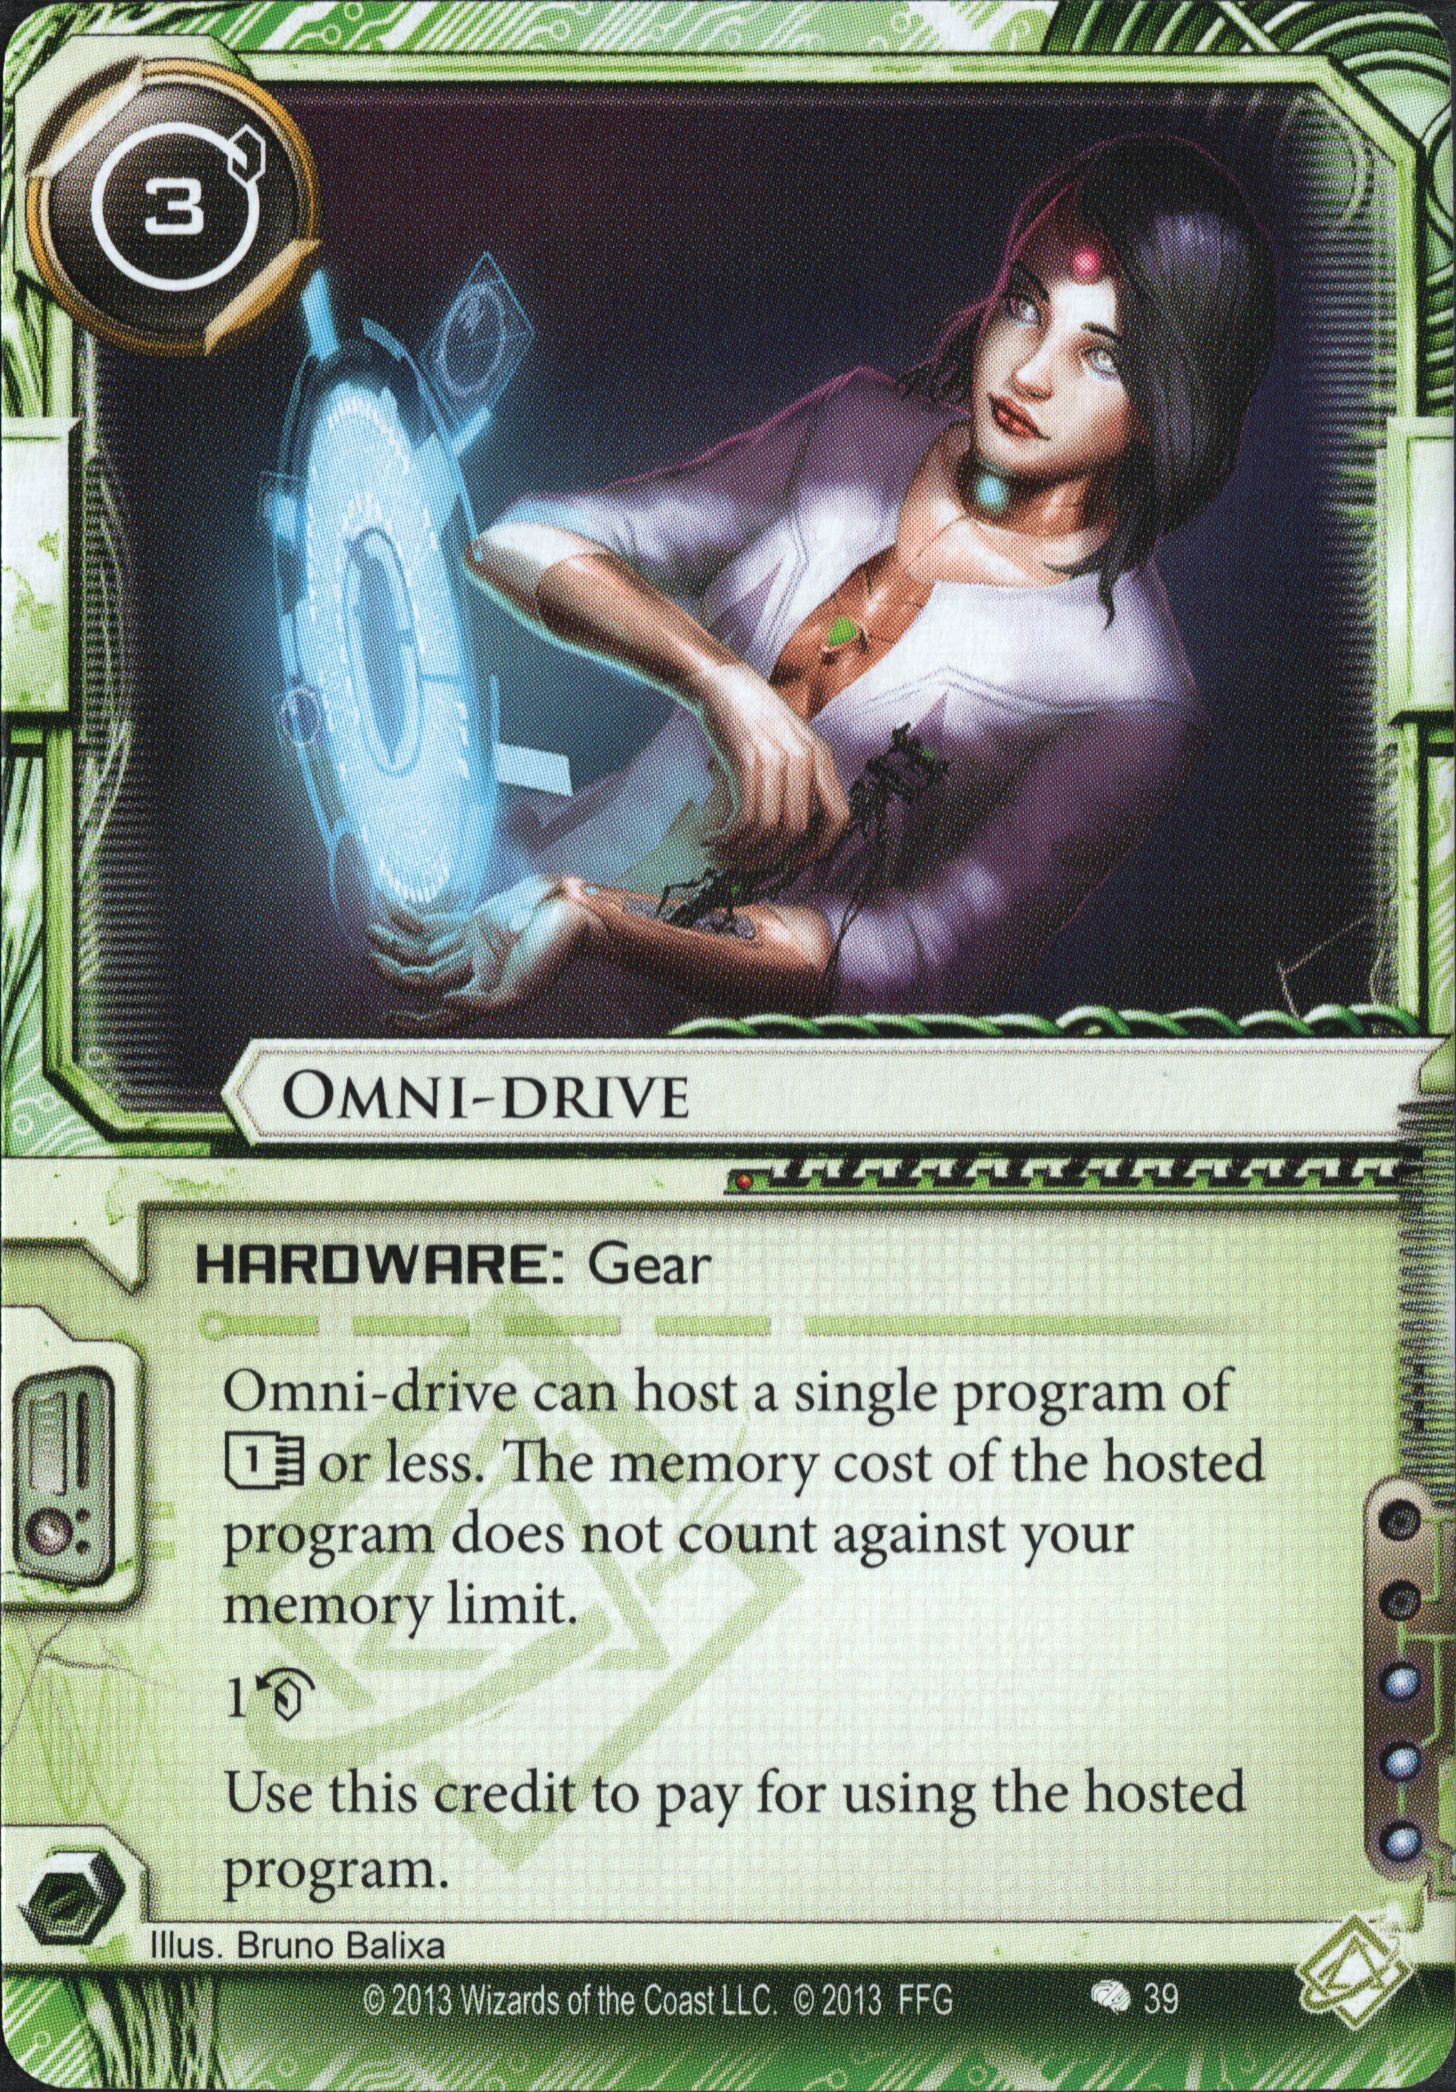 3
OMNI-DRIVE
HARDWARE: Gear
Omni-drive can host a single program of
1 or less. The memory cost of the hosted
program does not count against your
memory limit.
1
Use this credit to pay for using the hosted
program.
Illus. Bruno Balixa
© 2013 Wizards of the Coast LLC. © 2013 FFG 39